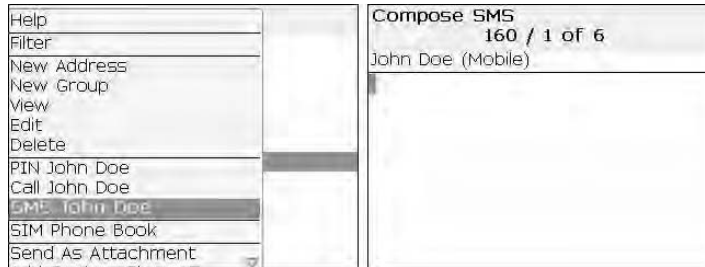 Help
Filter
New Address
New Group
View
Edit
Delete
PIN John Doe
Call John Doe
SMS John Doe
SIM Phone Book
Send As Attachment
Compose SMS
160 / 1 of 6
John Doe (Mobile)